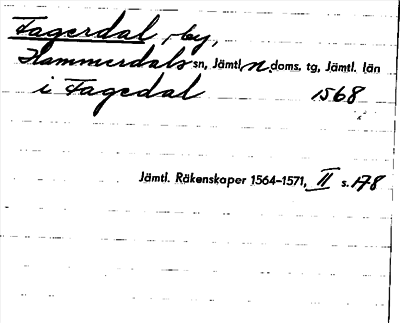 Fagerdal, by,
Hammerdals sn, Jämtl. n. doms. tg, Jämtl. län
i Fagedal 1568
Jämtl. Räkenskaper 1564-1571, II s. 178